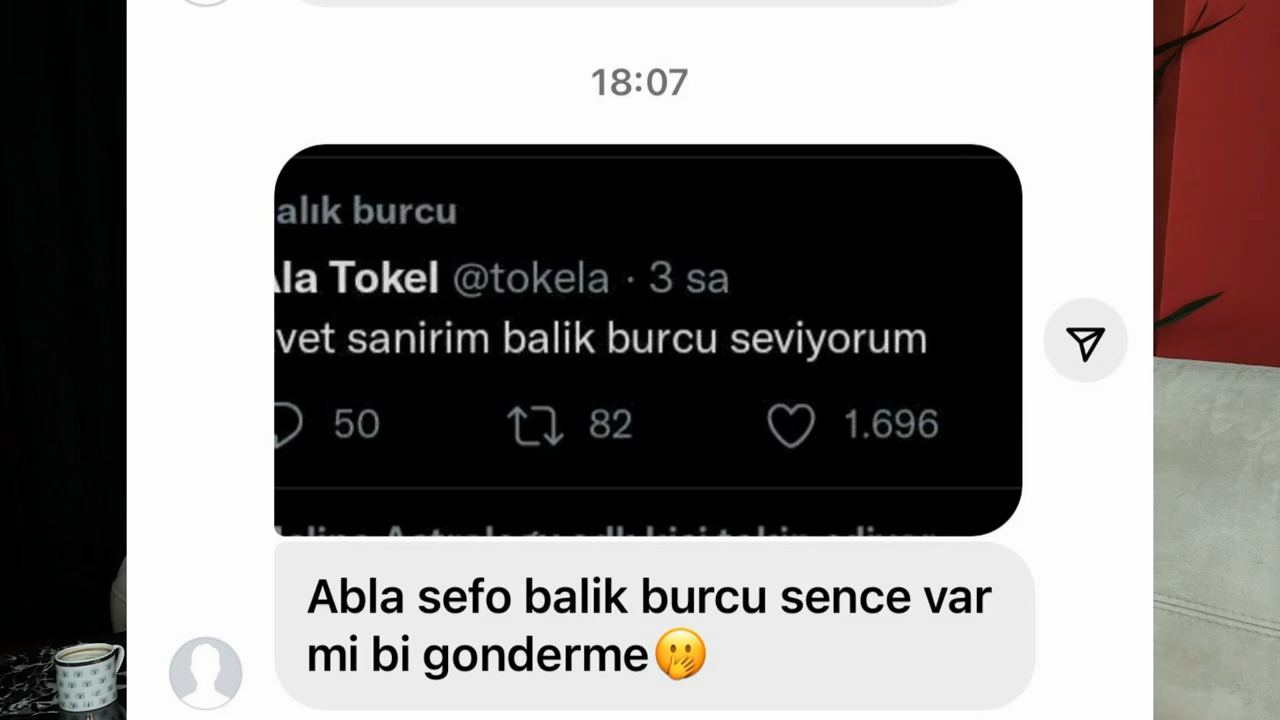 18:07
alık burcu
la Tokel @tokela · 3 sa
vet sanirim balik burcu seviyorum
50 82 1.696
Abla sefo balik burcu sence var
mi bi gonderme🤭